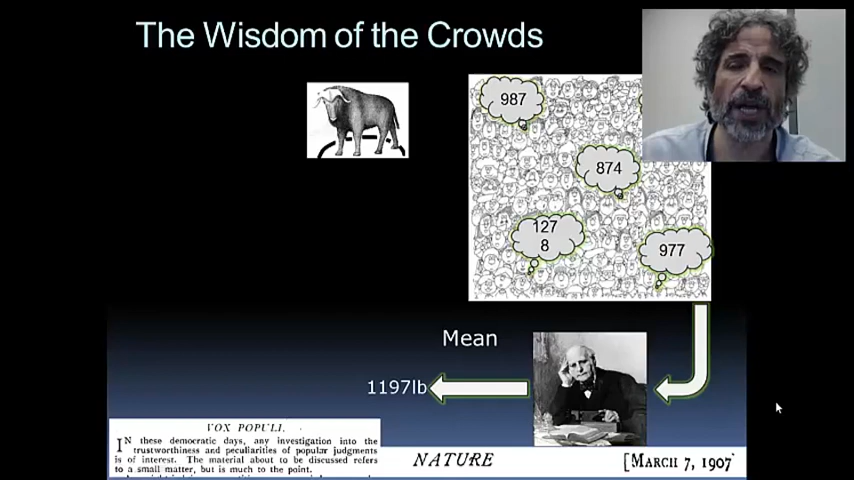 The Wisdom of the Crowds
987
874
127
8
977
Mean
1197lb
VOX POPULI.
IN these democratic days, any investigation into the
trustworthiness and peculiarities of popular judgments
is of interest. The material about to be discussed refers
to a small matter, but is much to the point.
NATURE
[MARCH 7, 1907